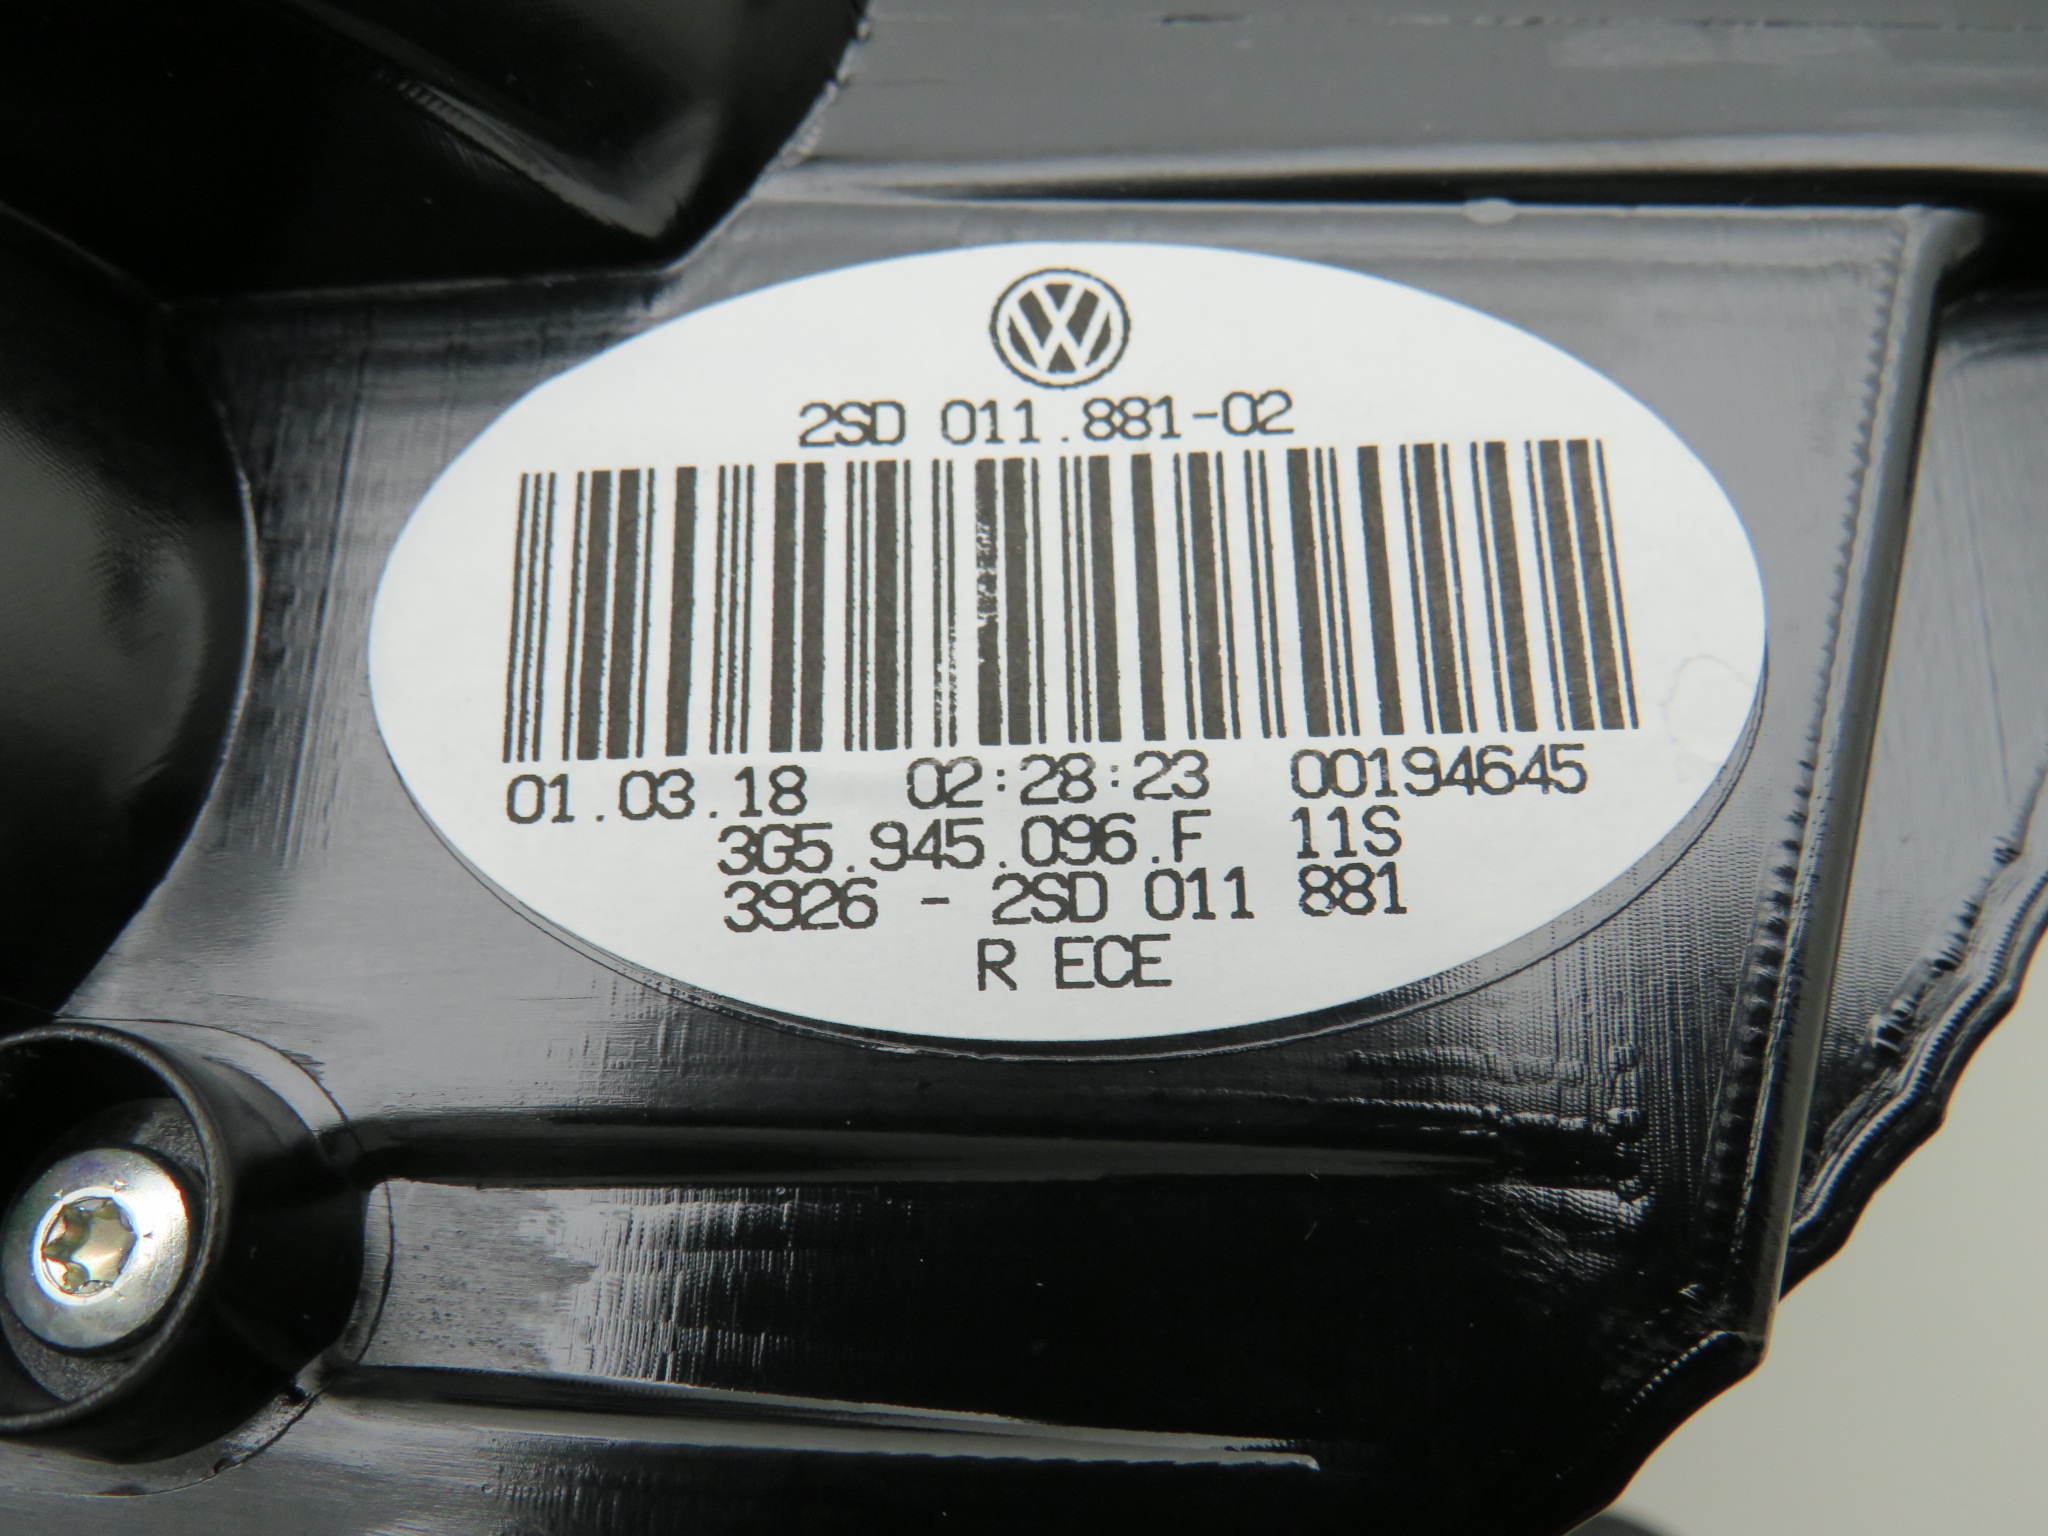 2SD 011.881-02
01.03.18 02:28:23 00194645
3G5.945.096.F 11S
3926 - 2SD 011 881
R ECE